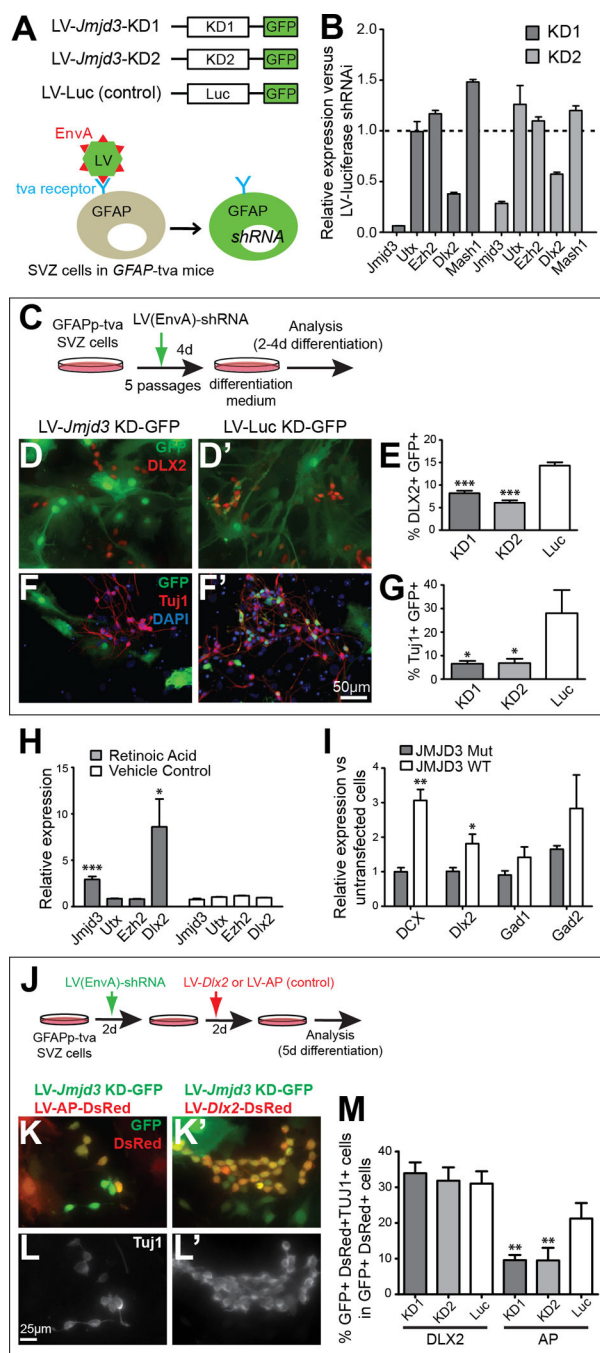 A
LV-Jmjd3-KD1
KD1
GFP
LV-Jmjd3-KD2
KD2
GFP
LV-Luc (control)
Luc
GFP
EnvA
LV
tva receptor
GFAP
GFAP
shRNA
SVZ cells in GFAP-tva mice
B
KD1
KD2
Relative expression versus
LV-luciferase shRNAi
2.0
1.5
1.0
0.5
0.0
Jmjd3
Utx
Ezh2
Dlx2
Mash1
Jmjd3
Utx
Ezh2
Dlx2
Mash1
C
GFAPp-tva
SVZ cells
LV(EnvA)-shRNA
4d
5 passages
differentiation
medium
Analysis
(2-4d differentiation)
LV-Jmjd3 KD-GFP
LV-Luc KD-GFP
D
GFP
DLX2
D'
E
% DLX2+ GFP+
20
15
10
5
0
***
***
KD1
KD2
Luc
F
GFP
Tuj1
DAPI
F'
50µm
G
% Tuj1+ GFP+
40
30
20
10
0
*
*
KD1
KD2
Luc
H
Retinoic Acid
Vehicle Control
Relative expression
15
10
5
0
***
*
Jmjd3
Utx
Ezh2
Dlx2
Jmjd3
Utx
Ezh2
Dlx2
I
JMJD3 Mut
JMJD3 WT
Relative expression vs
untransfected cells
4
3
2
1
0
**
*
DCX
Dlx2
Gad1
Gad2
J
LV(EnvA)-shRNA
LV-Dlx2 or LV-AP (control)
2d
2d
GFAPp-tva
SVZ cells
Analysis
(5d differentiation)
LV-Jmjd3 KD-GFP
LV-AP-DsRed
LV-Jmjd3 KD-GFP
LV-Dlx2-DsRed
K
GFP
DsRed
K'
L
Tuj1
25µm
L'
M
% GFP+ DsRed+TUJ1+ cells
in GFP+ DsRed+ cells
50
40
30
20
10
0
**
**
KD1
KD2
Luc
KD1
KD2
Luc
DLX2
AP